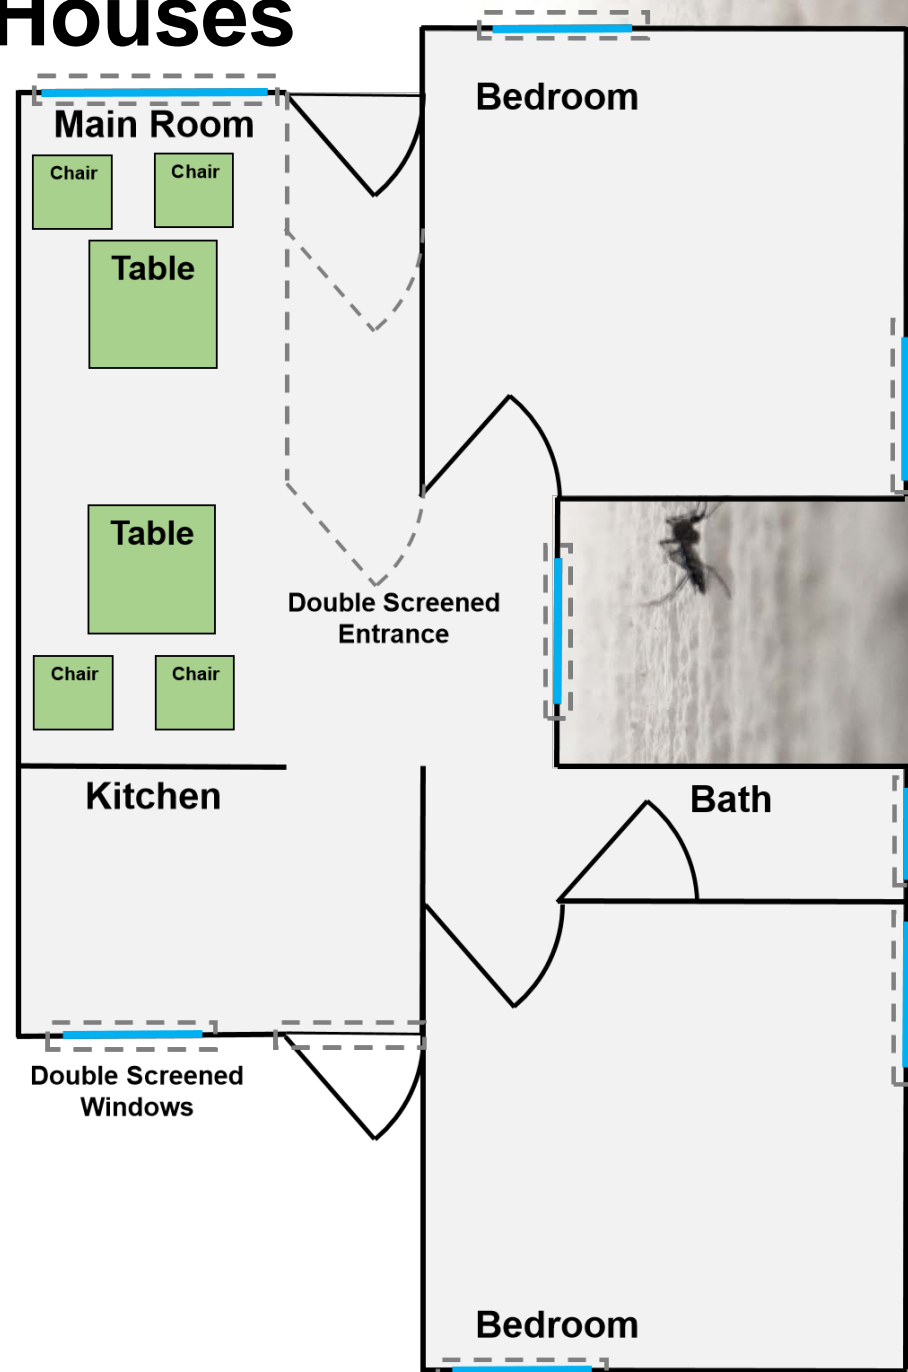 Houses
Bedroom
Main Room
Chair
Chair
Table
Table
Double Screened
Entrance
Chair
Chair
Kitchen
Bath
Double Screened
Windows
Bedroom